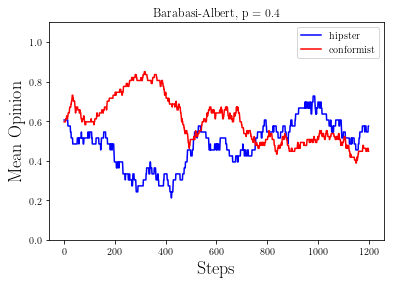 Barabasi-Albert, p = 0.4
hipster
conformist
Mean Opinion
1.0
0.8
0.6
0.4
0.2
0.0
0 200 400 600 800 1000 1200
Steps